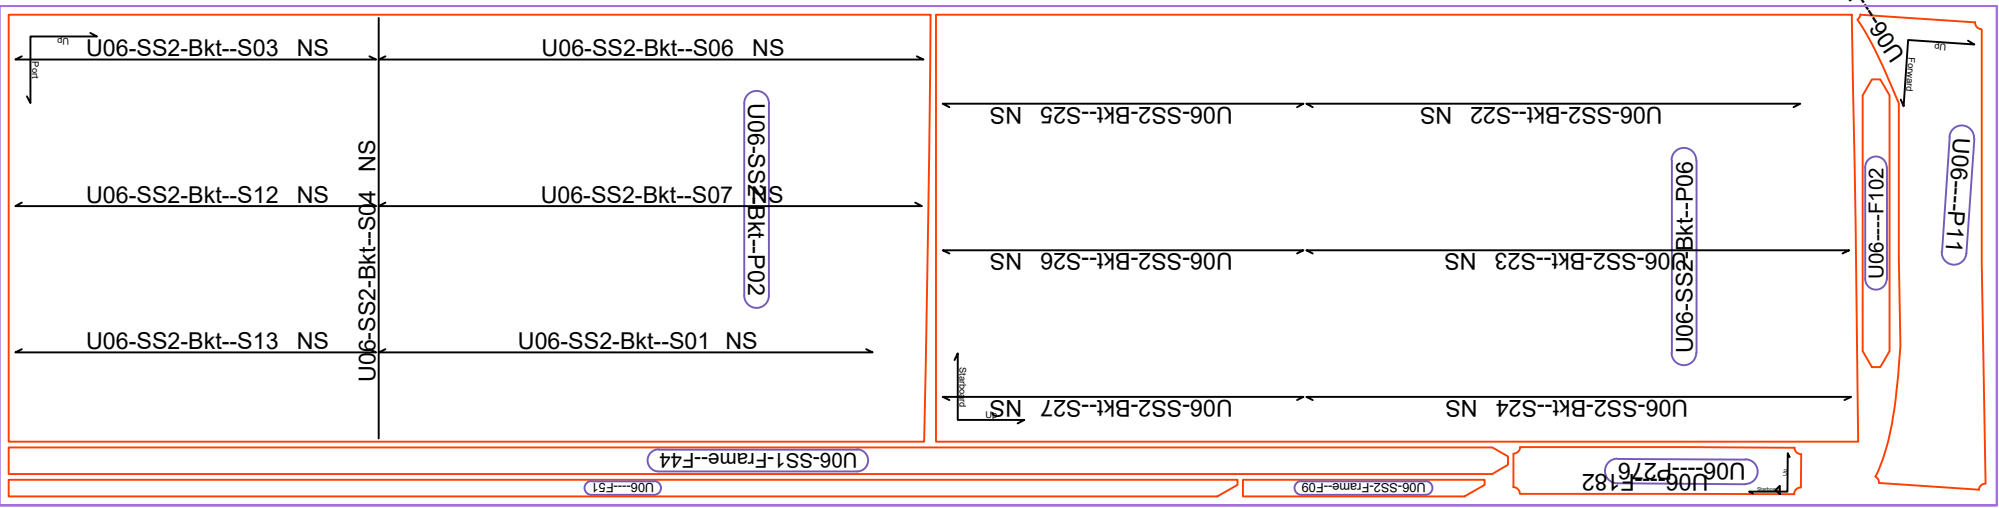 Up
Port
U06-SS2-Bkt--S03 NS
U06-SS2-Bkt--S06 NS
U06-SS2-Bkt--S12 NS
U06-SS2-Bkt--S04 NS
U06-SS2-Bkt--S07 NS
U06-SS2-Bkt--P02
U06-SS2-Bkt--S13 NS
U06-SS2-Bkt--S01 NS
U06-SS2-Bkt--S25 NS
U06-SS2-Bkt--S22 NS
U06-SS2-Bkt--S26 NS
U06-SS2-Bkt--S23 NS
U06-SS2-Bkt--P06
Starboard
Up
U06-SS2-Bkt--S27 NS
U06-SS2-Bkt--S24 NS
U06
Up
Forward
U06----F102
U06----P11
U06-SS1-Frame--F44
U06----F51
U06-SS2-Frame--F09
U06----P276
U06----F182
Up
Starboard